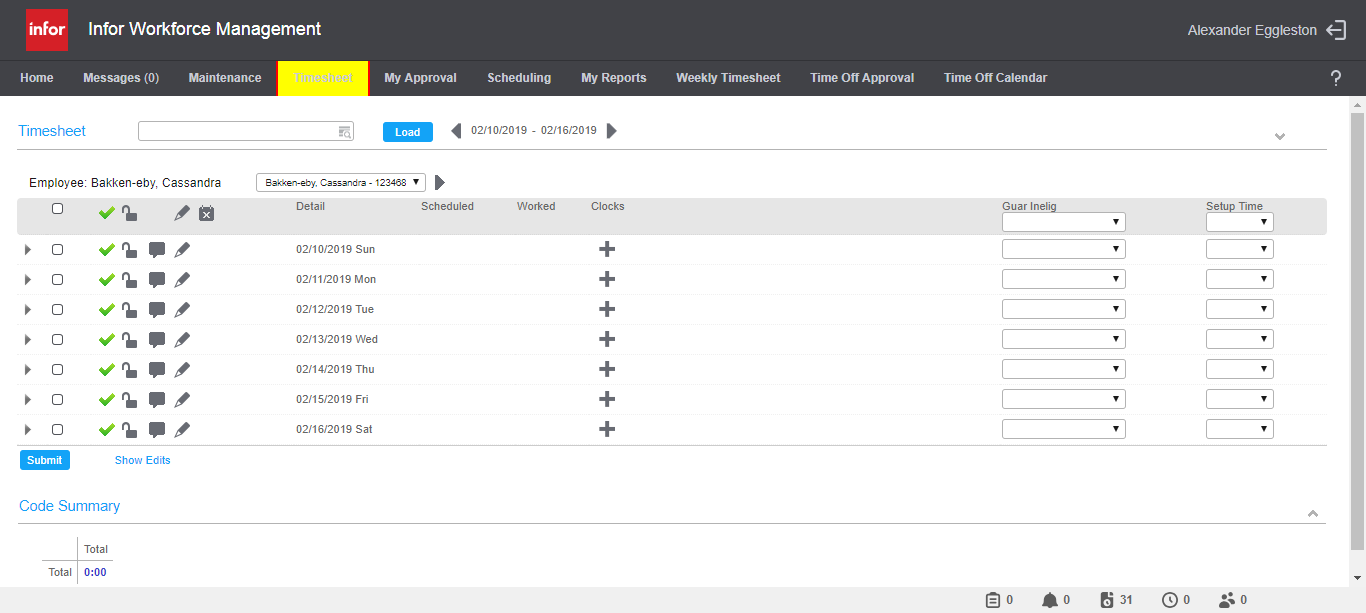 infor Infor Workforce Management Alexander Eggleston
Home Messages (0) Maintenance Timesheet My Approval Scheduling My Reports Weekly Timesheet Time Off Approval Time Off Calendar ?
Timesheet Load 02/10/2019 - 02/16/2019
Employee: Bakken-eby, Cassandra Bakken-eby, Cassandra - 123468
Detail Scheduled Worked Clocks Guar Inelig Setup Time
02/10/2019 Sun
02/11/2019 Mon
02/12/2019 Tue
02/13/2019 Wed
02/14/2019 Thu
02/15/2019 Fri
02/16/2019 Sat
Submit Show Edits
Code Summary
Total
Total 0:00
0 0 31 0 0